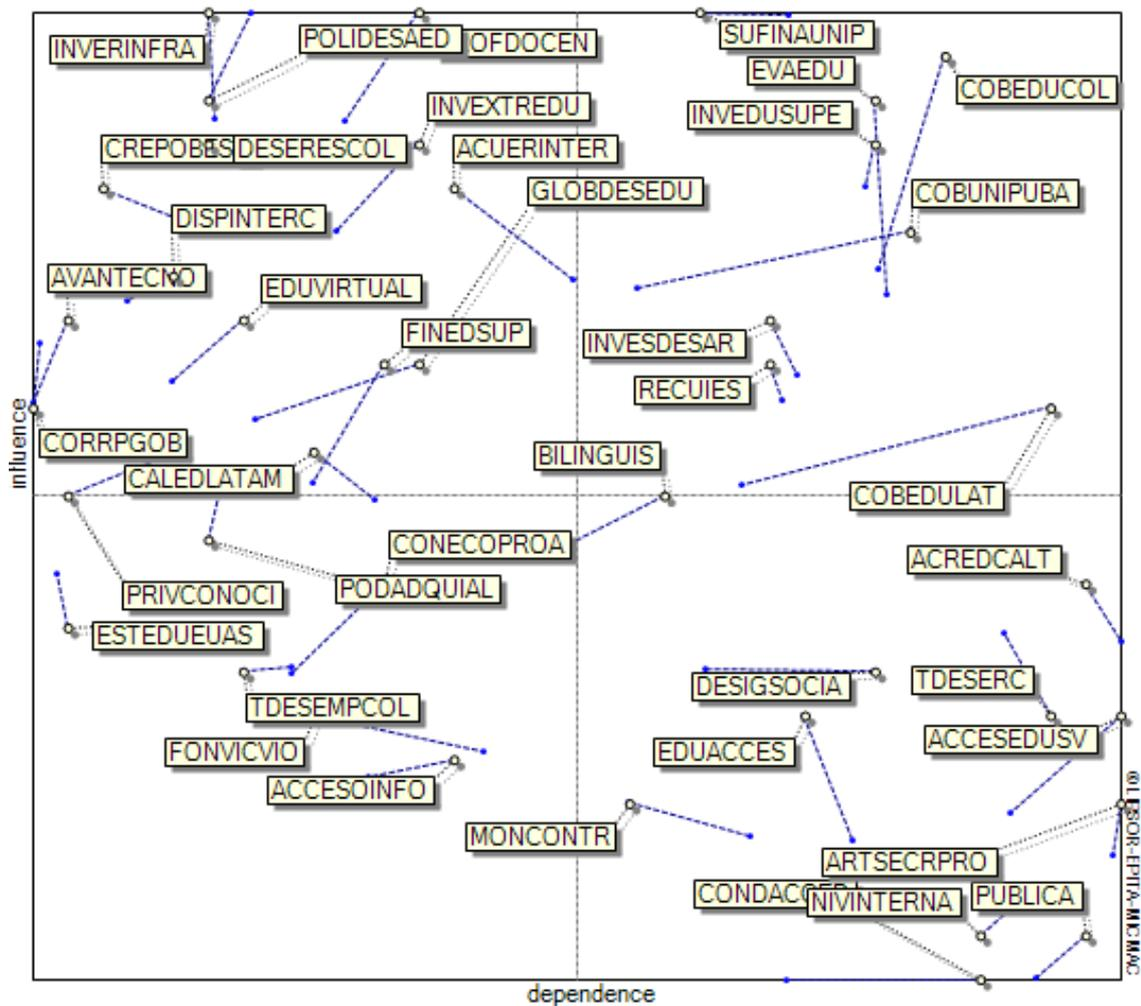 INVERINFRA
POLIDESAED
OFDOCEN
SUFINAUNIP
EVAEDU
COBEDUCOL
INVEXTREDU
INVEDUSUPE
DESERESCOL
ACUERINTER
GLOBDESEDU
COBUNIPUBA
DISPINTERC
AVANTECNO
EDUVIRTUAL
FINEDSUP
INVESDESAR
RECUIES
influence
CORRPGOB
BILINGUIS
CALEDLATAM
COBEDULAT
CONECOPROA
ACREDCALT
PRIVCONOCI
PODADQUIAL
ESTEDUEUAS
DESIGSOCIA
TDESERC
TDESEMPCOL
FONVICVIO
EDUACCES
ACCESEDUSV
ACCESOINFO
MONCONTR
ARTSECRPRO
NIVINTERNA
PUBLICA
dependence